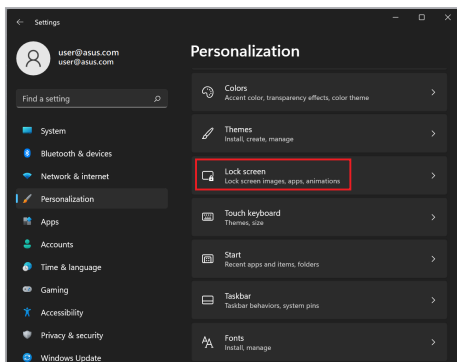 Settings
user@asus.com
user@asus.com
Find a setting
System
Bluetooth & devices
Network & internet
Personalization
Apps
Accounts
Time & language
Gaming
Accessibility
Privacy & security
Windows Update
Personalization
Colors
Accent color, transparency effects, color theme
Themes
Install, create, manage
Lock screen
Lock screen images, apps, animations
Touch keyboard
Themes, size
Start
Recent apps and items, folders
Taskbar
Taskbar behaviors, system pins
Fonts
Install, manage